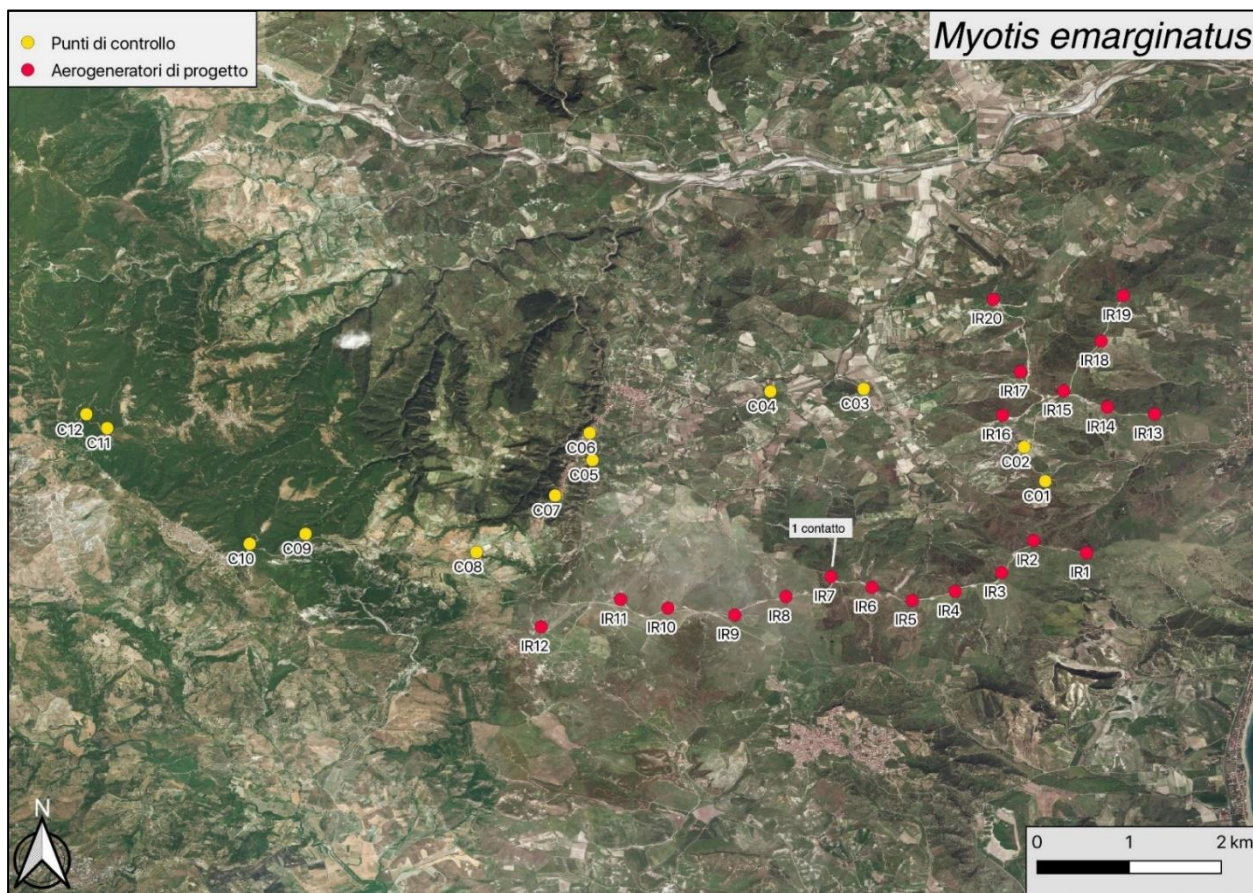 Punti di controllo
Aerogeneratori di progetto
Myotis emarginatus
IR20
IR19
IR18
IR17
IR15
IR14
IR13
IR16
C04
C03
C12
C11
C06
C05
C02
C01
C07
C10
C09
C08
1 contatto
IR2
IR1
IR7
IR6
IR3
IR4
IR5
IR8
IR11
IR10
IR9
IR12
N
0 1 2 km